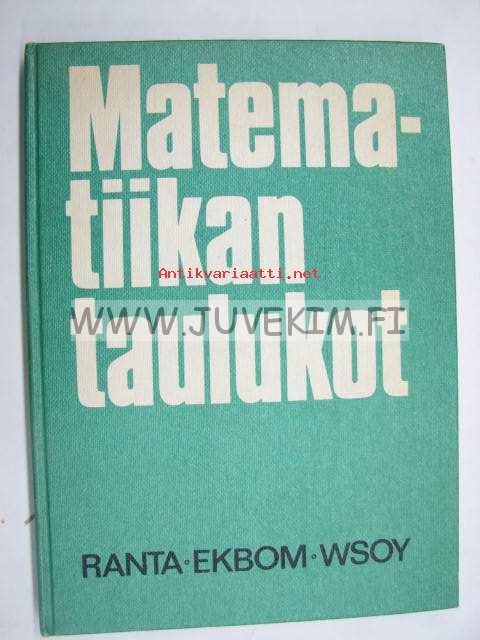 Matema-
tiikan
Antikvariaatti.net
WWW.JUVEKIM.FI
taulukot
RANTA·EKBOM·WSOY